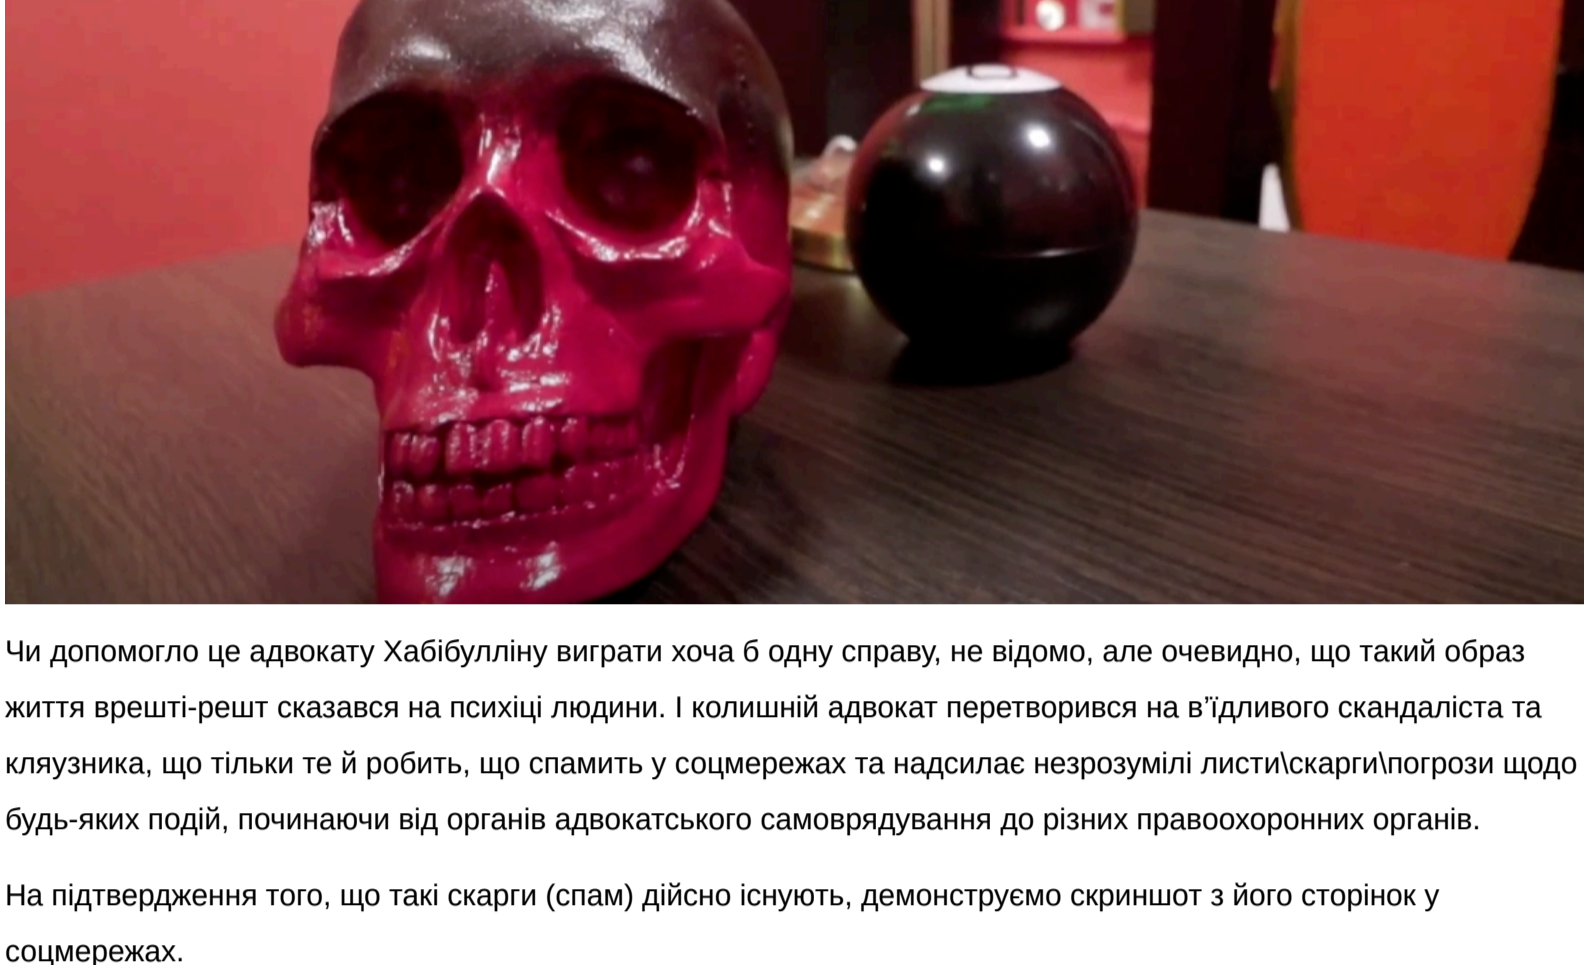 Чи допомогло це адвокату Хабібулліну виграти хоча б одну справу, не відомо, але очевидно, що такий образ
життя врешті-решт сказався на психіці людини. І колишній адвокат перетворився на в’їдливого скандаліста та
кляузника, що тільки те й робить, що спамить у соцмережах та надсилає незрозумілі листи\скарги\погрози щодо
будь-яких подій, починаючи від органів адвокатського самоврядування до різних правоохоронних органів.
На підтвердження того, що такі скарги (спам) дійсно існують, демонструємо скриншот з його сторінок у
соцмережах.